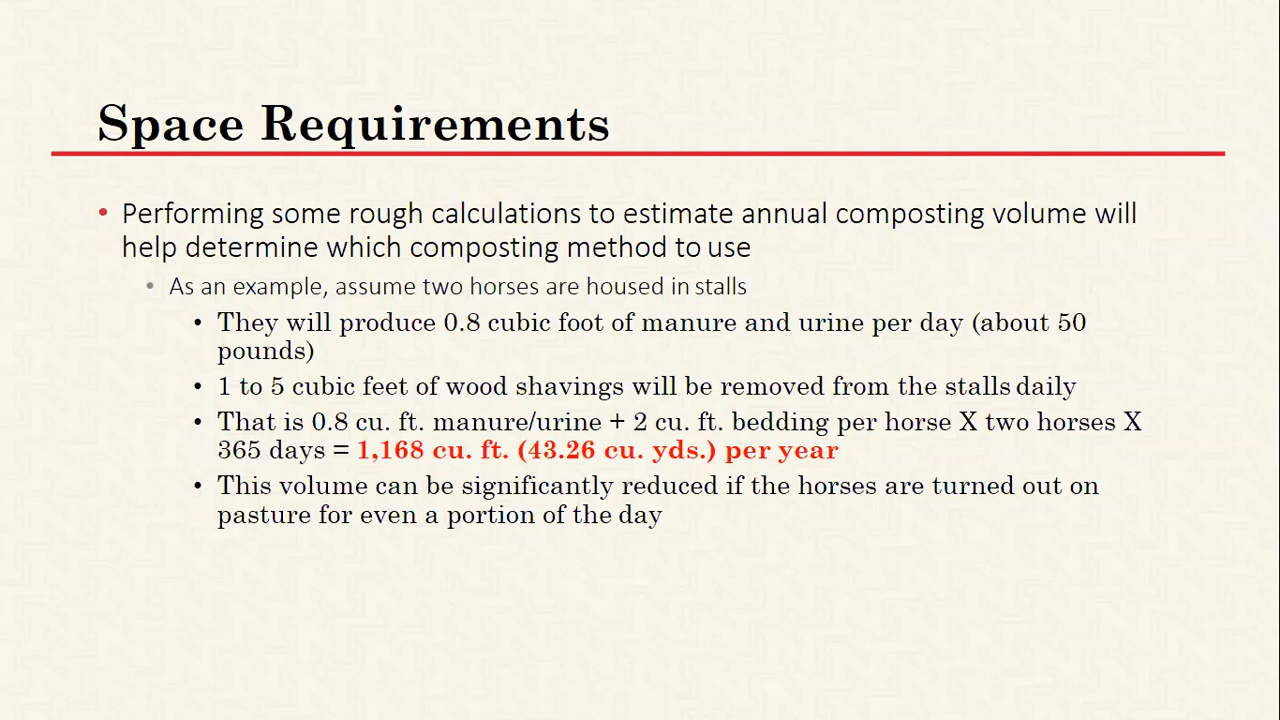 Space Requirements
• Performing some rough calculations to estimate annual composting volume will
help determine which composting method to use
• As an example, assume two horses are housed in stalls
• They will produce 0.8 cubic foot of manure and urine per day (about 50
pounds)
• 1 to 5 cubic feet of wood shavings will be removed from the stalls daily
• That is 0.8 cu. ft. manure/urine + 2 cu. ft. bedding per horse X two horses X
365 days = 1,168 cu. ft. (43.26 cu. yds.) per year
• This volume can be significantly reduced if the horses are turned out on
pasture for even a portion of the day